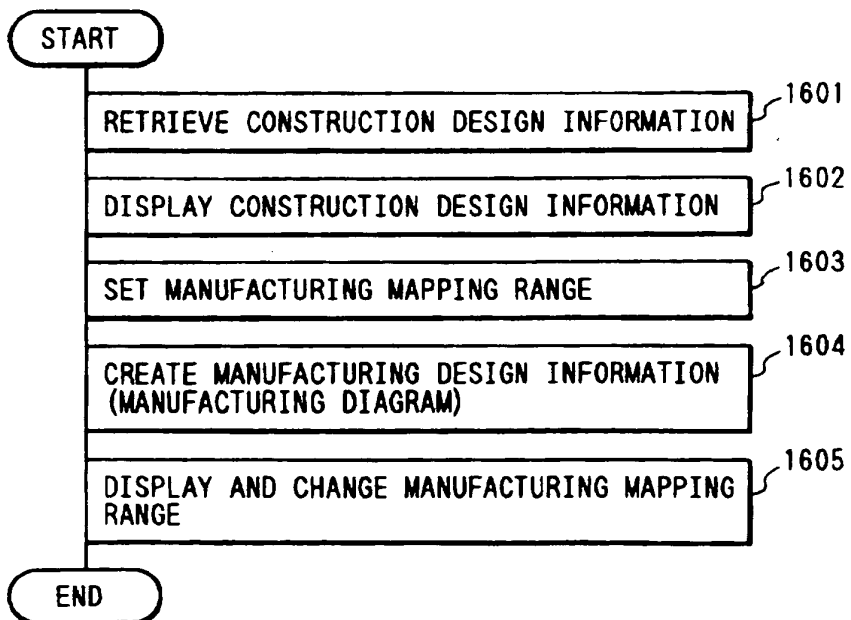 START
1601
RETRIEVE CONSTRUCTION DESIGN INFORMATION
1602
DISPLAY CONSTRUCTION DESIGN INFORMATION
1603
SET MANUFACTURING MAPPING RANGE
1604
CREATE MANUFACTURING DESIGN INFORMATION
(MANUFACTURING DIAGRAM)
1605
DISPLAY AND CHANGE MANUFACTURING MAPPING
RANGE
END